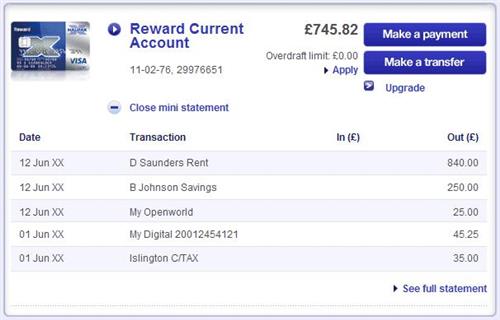 Reward
HALIFAX
VISA
Reward Current
Account
11-02-76, 29976651
£745.82
Overdraft limit: £0.00
Apply
Make a payment
Make a transfer
Upgrade
Close mini statement
Date Transaction In (£) Out (£)
12 Jun XX D Saunders Rent 840.00
12 Jun XX B Johnson Savings 250.00
12 Jun XX My Openworld 25.00
01 Jun XX My Digital 20012454121 45.25
01 Jun XX Islington C/TAX 35.00
See full statement